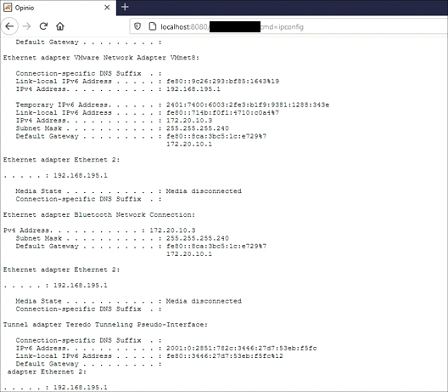 Opinio
localhost:8080/ cmd=ipconfig
Default Gateway . . . . . . . . . :
Ethernet adapter VMware Network Adapter VMnet8:
Connection-specific DNS Suffix . :
Link-local IPv6 Address . . . . . : fe80::9c26:293:bf85:1643%19
IPv4 Address. . . . . . . . . . . : 192.168.195.1
Temporary IPv6 Address. . . . . . : 2401:7400:6003:2fe3:b1f9:9381:1288:343e
Link-local IPv6 Address . . . . . : fe80::714b:f0f1:4710:c0a4%7
IPv4 Address. . . . . . . . . . . : 172.20.10.3
Subnet Mask . . . . . . . . . . . : 255.255.255.240
Default Gateway . . . . . . . . . : fe80::8ca:3bc5:1c:e729%7
172.20.10.1
Ethernet adapter Ethernet 2:
. . . . . : 192.168.195.1
Media State . . . . . . . . . . . : Media disconnected
Connection-specific DNS Suffix . :
Ethernet adapter Bluetooth Network Connection:
Pv4 Address. . . . . . . . . . . : 172.20.10.3
Subnet Mask . . . . . . . . . . . : 255.255.255.240
Default Gateway . . . . . . . . . : fe80::8ca:3bc5:1c:e729%7
172.20.10.1
Ethernet adapter Ethernet 2:
. . . . . : 192.168.195.1
Media State . . . . . . . . . . . : Media disconnected
Connection-specific DNS Suffix . :
Tunnel adapter Teredo Tunneling Pseudo-Interface:
Connection-specific DNS Suffix . :
IPv6 Address. . . . . . . . . . . : 2001:0:2851:782c:3446:27d7:53eb:f5fc
Link-local IPv6 Address . . . . . : fe80::3446:27d7:53eb:f5fc%12
adapter Ethernet 2:
. . . . . : 192.168.195.1